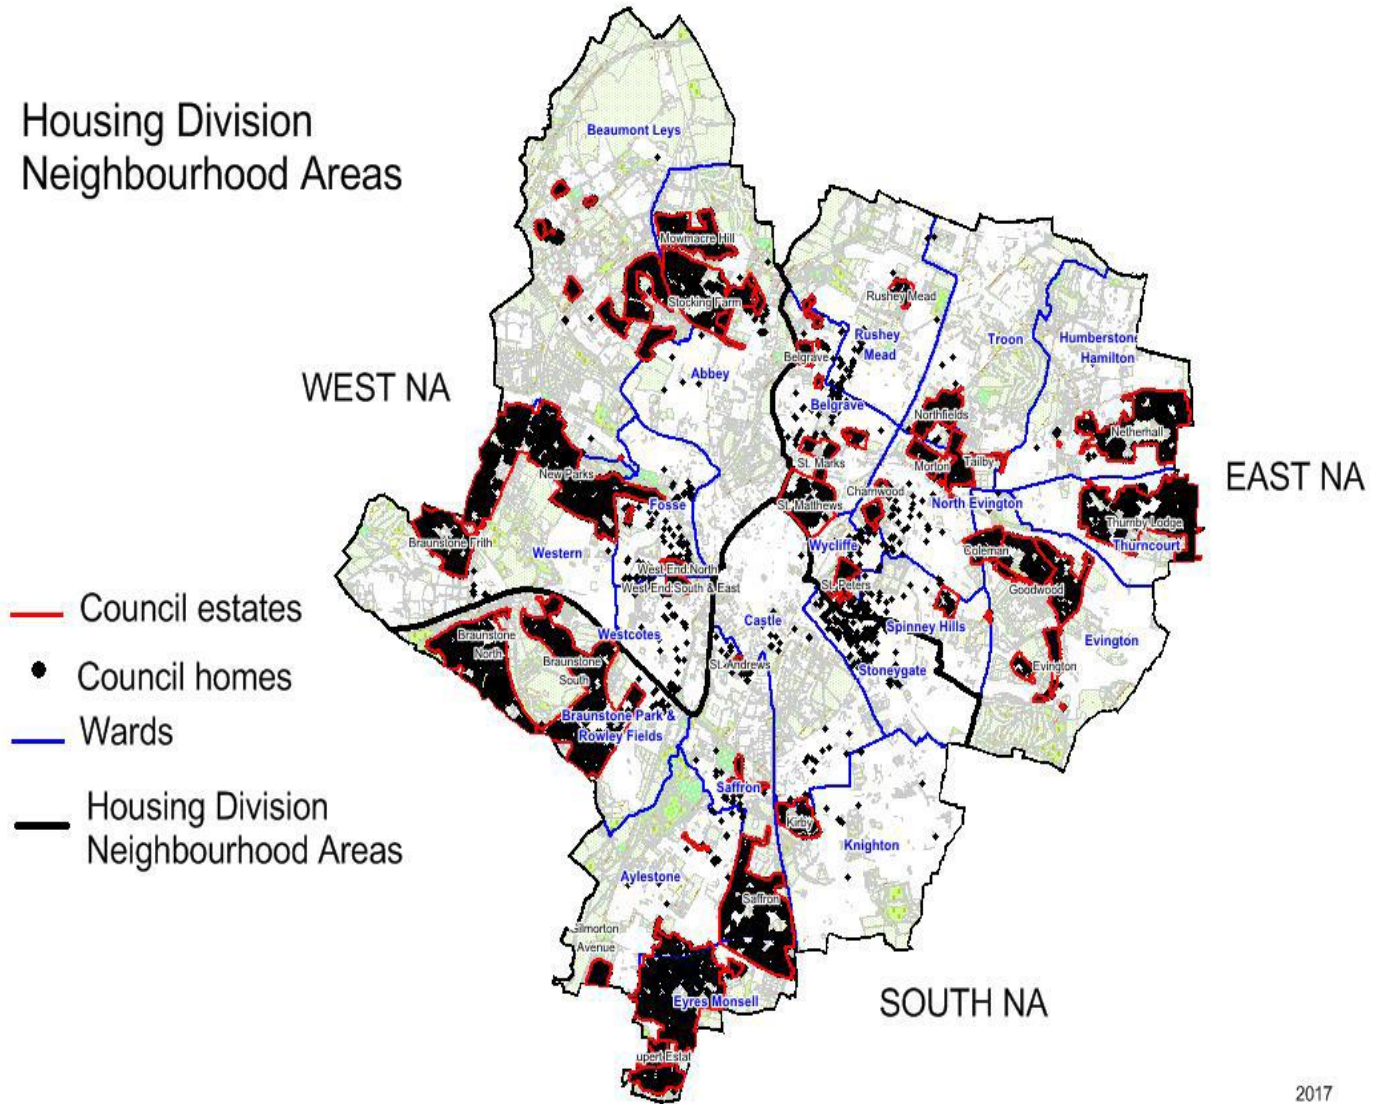 Housing Division
Neighbourhood Areas
Beaumont Leys
Mowmacre Hill
Stocking Farm
Rushey Mead
Rushey
Mead
Troon
Humberstone
Hamilton
Belgrave
Abbey
WEST NA
Belgrave
Northfields
Netherhall
St. Marks
Morton
Tailby
New Parks
EAST NA
Charnwood
Fosse
St. Matthews
North Evington
Thurnby Lodge
Braunstone Frith
Western
Wycliffe
Coleman
Thurncourt
West End:North
West End:South & East
St. Peters
Goodwood
Council estates
Castle
Spinney Hills
Evington
Braunstone
North
Westcotes
Braunstone
South
St. Andrews
Stoneygate
Evington
Council homes
Braunstone Park &
Rowley Fields
Wards
Saffron
Housing Division
Neighbourhood Areas
Kirby
Knighton
Aylestone
Saffron
Gilmorton
Avenue
Eyres Monsell
SOUTH NA
upert Estat
2017